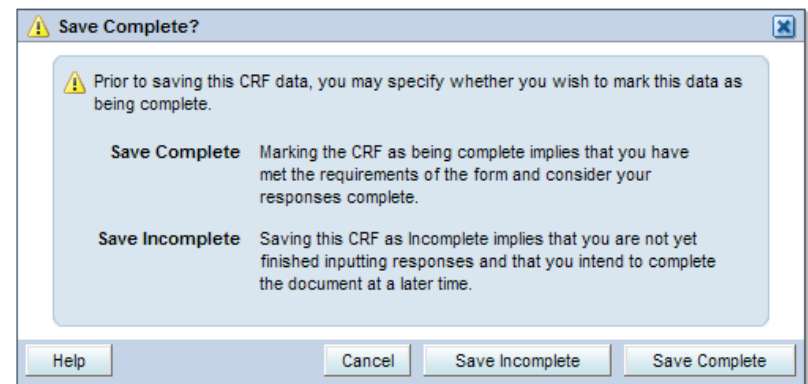 Save Complete?
Prior to saving this CRF data, you may specify whether you wish to mark this data as
being complete.
Save Complete Marking the CRF as being complete implies that you have
met the requirements of the form and consider your
responses complete.
Save Incomplete Saving this CRF as Incomplete implies that you are not yet
finished inputting responses and that you intend to complete
the document at a later time.
Help Cancel Save Incomplete Save Complete